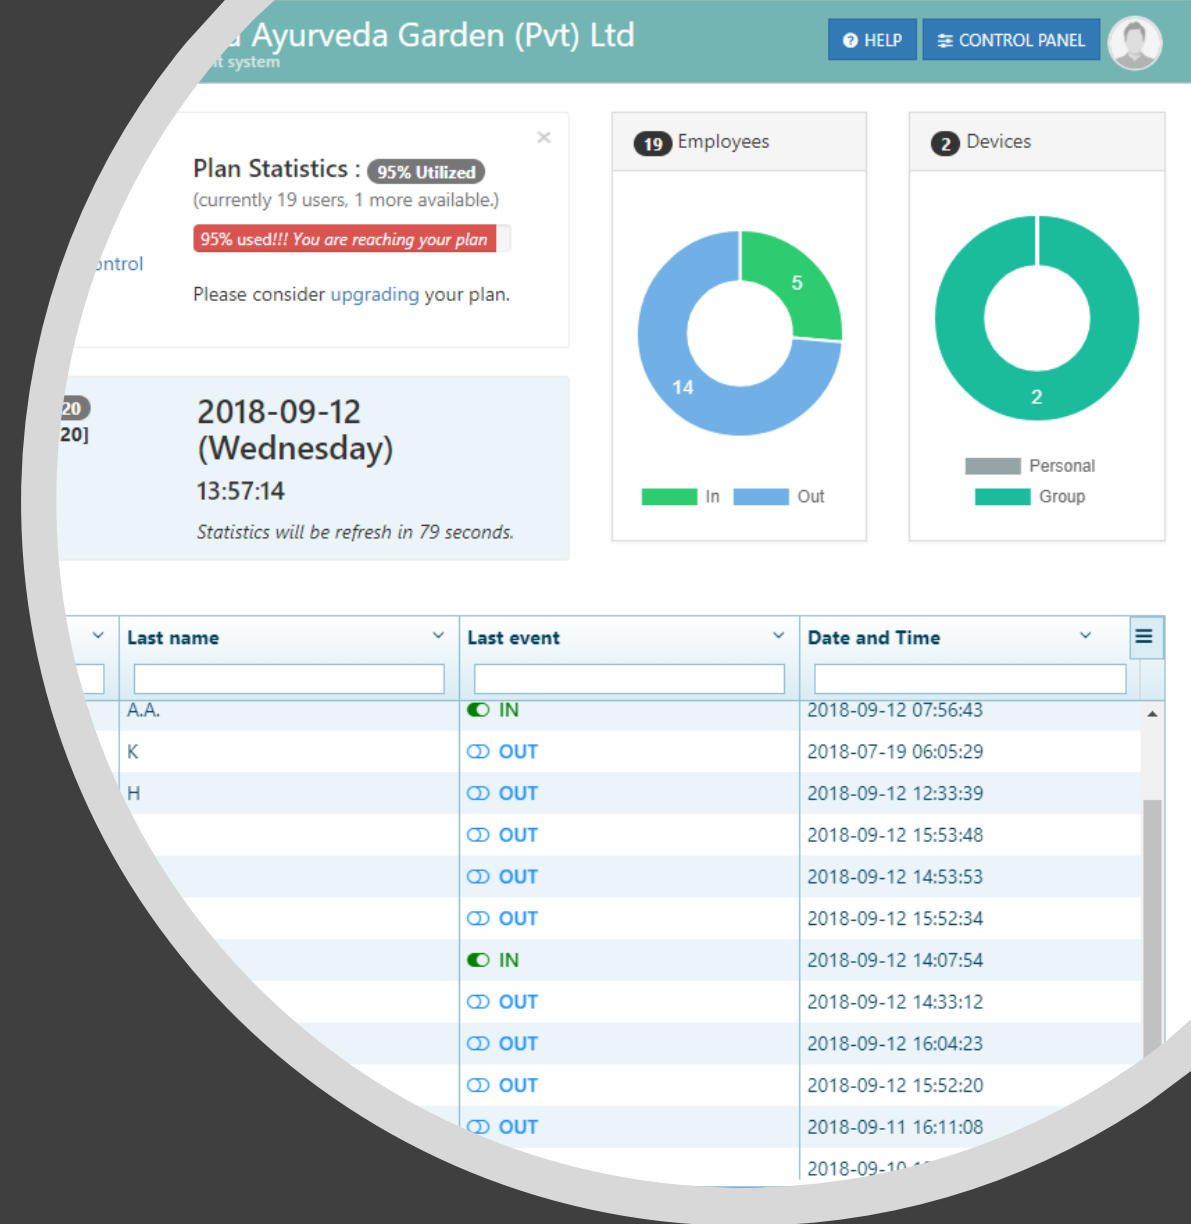 Ayurveda Garden (Pvt) Ltd
system
HELP
CONTROL PANEL
Plan Statistics : 95% Utilized
(currently 19 users, 1 more available.)
95% used!!! You are reaching your plan
Please consider upgrading your plan.
19 Employees
5
14
In Out
2 Devices
2
Personal
Group
20
20]
2018-09-12
(Wednesday)
13:57:14
Statistics will be refresh in 79 seconds.
Last name Last event Date and Time
A.A. IN 2018-09-12 07:56:43
K OUT 2018-07-19 06:05:29
H OUT 2018-09-12 12:33:39
OUT 2018-09-12 15:53:48
OUT 2018-09-12 14:53:53
OUT 2018-09-12 15:52:34
IN 2018-09-12 14:07:54
OUT 2018-09-12 14:33:12
OUT 2018-09-12 16:04:23
OUT 2018-09-12 15:52:20
OUT 2018-09-11 16:11:08
2018-09-10